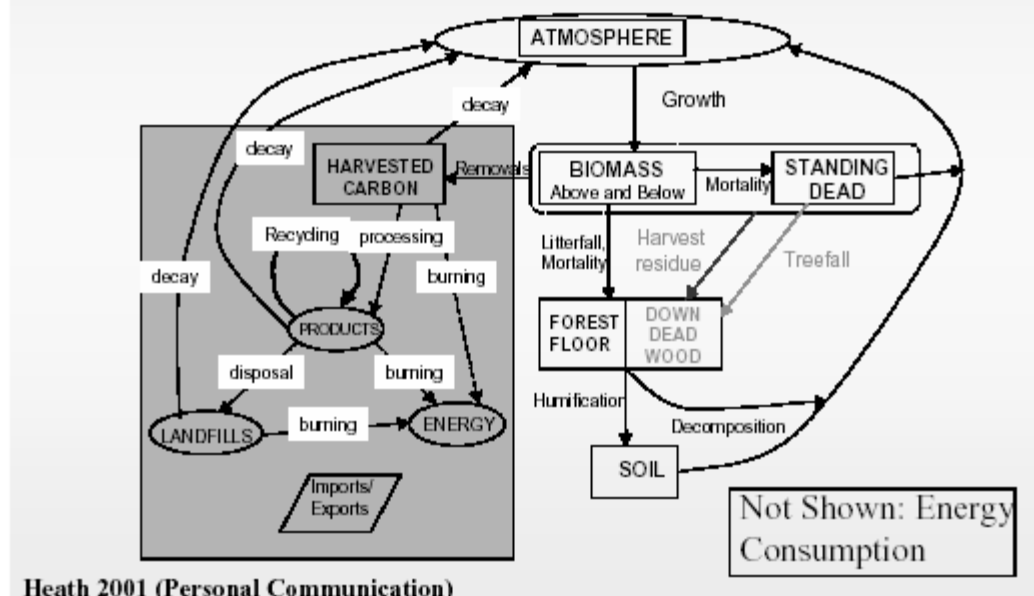 ATMOSPHERE
Growth
decay
decay
HARVESTED
CARBON
Removals
BIOMASS
Above and Below
Mortality
STANDING
DEAD
Recycling
processing
Litterfall,
Mortality
Harvest
residue
Treefall
decay
burning
PRODUCTS
FOREST
FLOOR
DOWN
DEAD
WOOD
disposal
burning
Humification
Decomposition
LANDFILLS
burning
ENERGY
SOIL
Imports/
Exports
Not Shown: Energy
Consumption
Heath 2001 (Personal Communication)